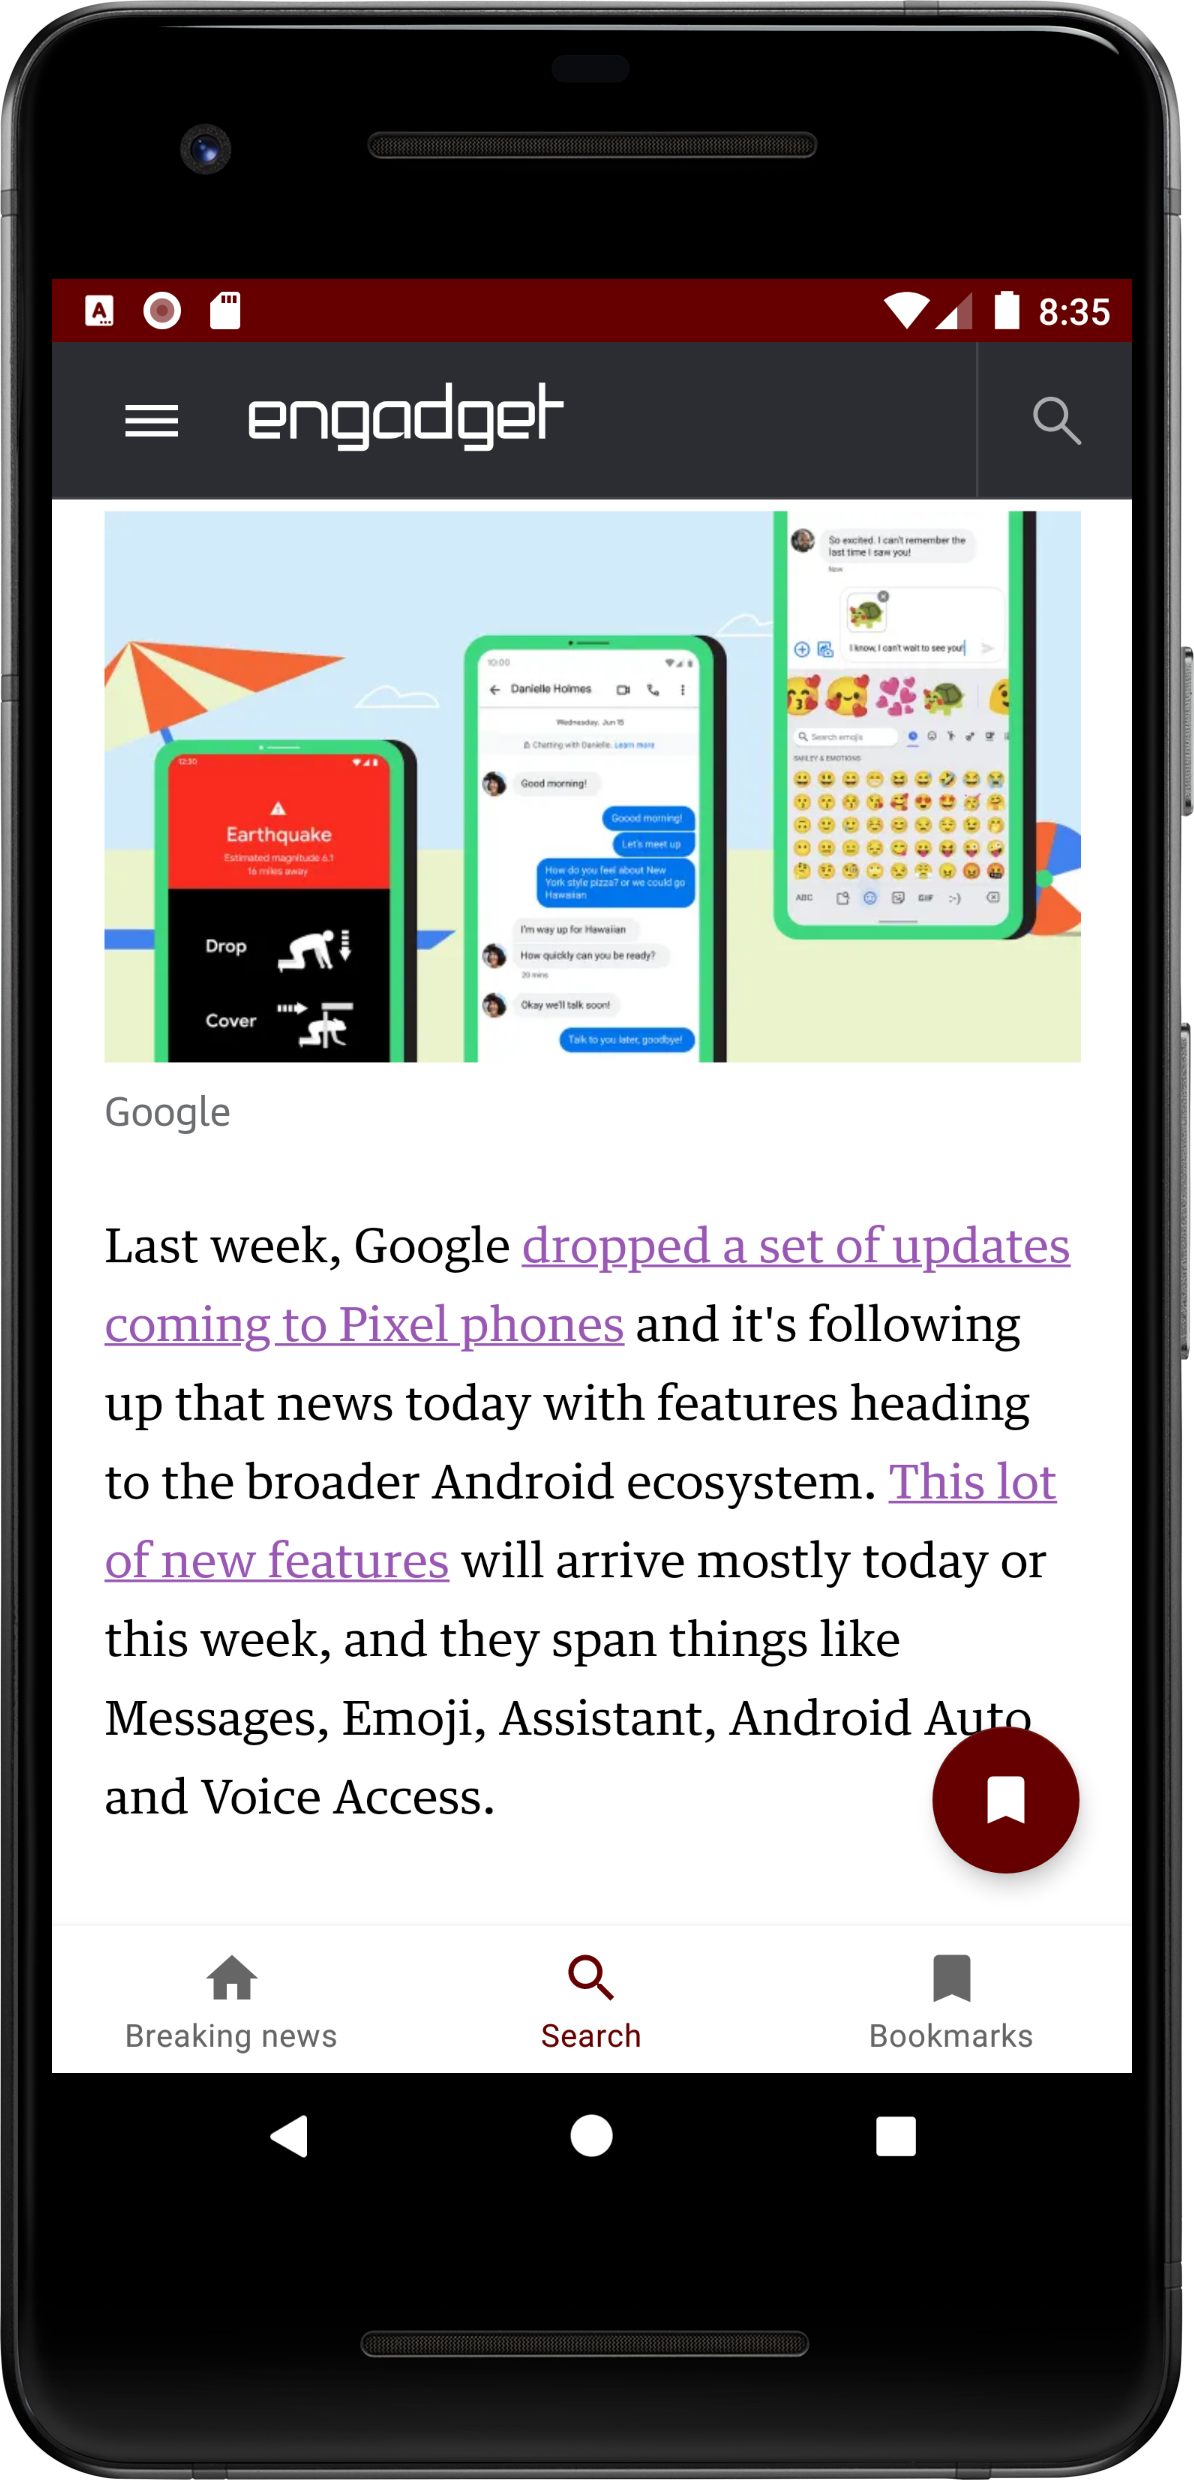 8:35
engadget
So excited. I can't remember the
last time I saw you!
Now
I know, I can't wait to see you!
Search emojis
SMILEY & EMOTIONS
ABC
GIF
:-)
10:00
Danielle Holmes
Wednesday, Jun 15
Chatting with Danielle. Learn more
Good morning!
Goood morning!
Let's meet up
How do you feel about New
York style pizza? or we could go
Hawaiian
I'm way up for Hawaiian
How quickly can you be ready?
20 mins
Okay we'll talk soon!
Talk to you later, goodbye!
12:30
Earthquake
Estimated magnitude 6.1
16 miles away
Drop
Cover
Google
Last week, Google dropped a set of updates
coming to Pixel phones and it's following
up that news today with features heading
to the broader Android ecosystem. This lot
of new features will arrive mostly today or
this week, and they span things like
Messages, Emoji, Assistant, Android Auto
and Voice Access.
Breaking news
Search
Bookmarks